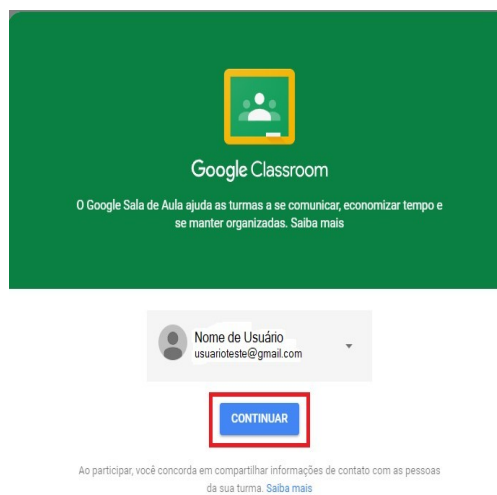 Google Classroom
O Google Sala de Aula ajuda as turmas a se comunicar, economizar tempo e
se manter organizadas. Saiba mais
Nome de Usuário
usuarioteste@gmail.com
CONTINUAR
Ao participar, você concorda em compartilhar informações de contato com as pessoas
da sua turma. Saiba mais